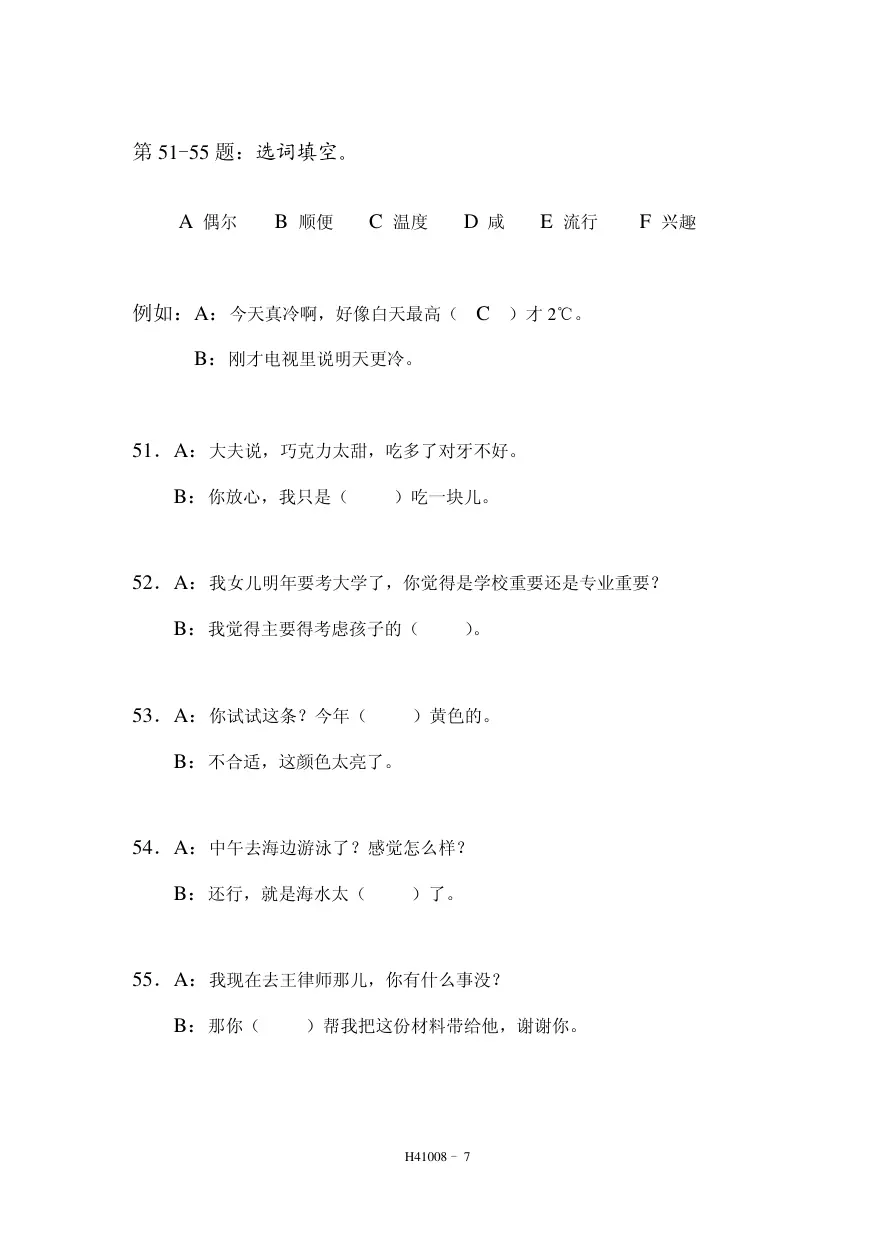 第 51-55 题：选词填空。
A 偶尔 B 顺便 C 温度 D 咸 E 流行 F 兴趣
例如：A：今天真冷啊，好像白天最高（ C ）才 2℃。
B：刚才电视里说明天更冷。
51．A：大夫说，巧克力太甜，吃多了对牙不好。
B：你放心，我只是（ ）吃一块儿。
52．A：我女儿明年要考大学了，你觉得是学校重要还是专业重要？
B：我觉得主要得考虑孩子的（ ）。
53．A：你试试这条？今年（ ）黄色的。
B：不合适，这颜色太亮了。
54．A：中午去海边游泳了？感觉怎么样？
B：还行，就是海水太（ ）了。
55．A：我现在去王律师那儿，你有什么事没？
B：那你（ ）帮我把这份材料带给他，谢谢你。
H41008 - 7